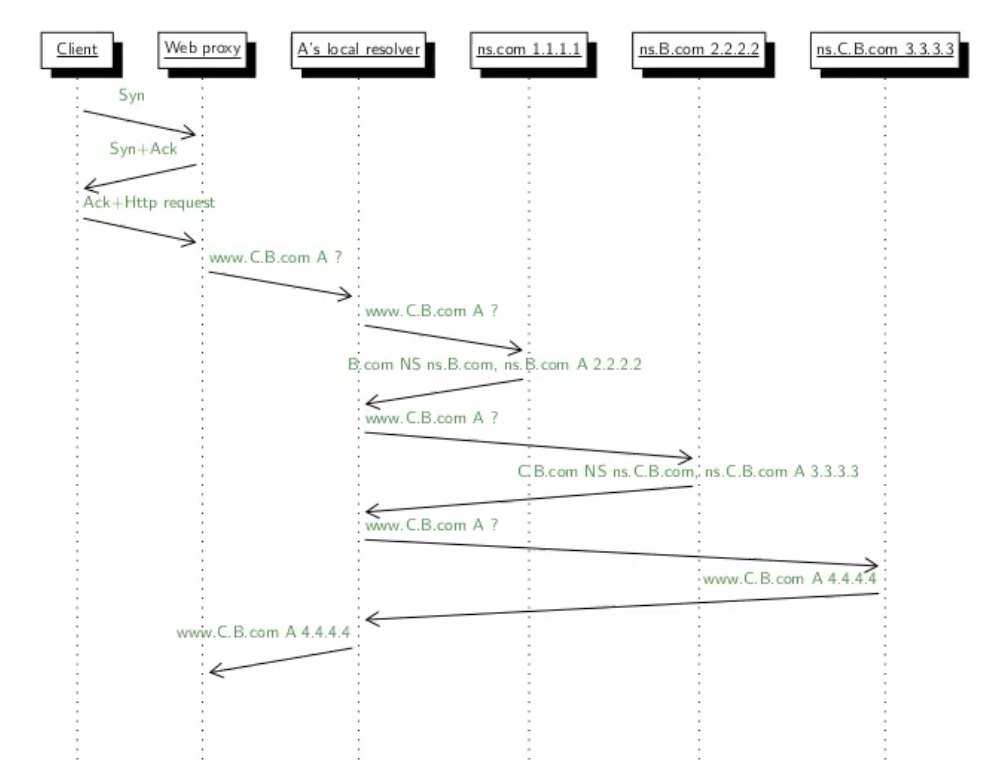 Client
Web proxy
A's local resolver
ns.com 1.1.1.1
ns.B.com 2.2.2.2
ns.C.B.com 3.3.3.3
Syn
Syn+Ack
Ack+Http request
www.C.B.com A ?
www.C.B.com A ?
B.com NS ns.B.com, ns.B.com A 2.2.2.2
www.C.B.com A ?
C.B.com NS ns.C.B.com, ns.C.B.com A 3.3.3.3
www.C.B.com A ?
www.C.B.com A 4.4.4.4
www.C.B.com A 4.4.4.4